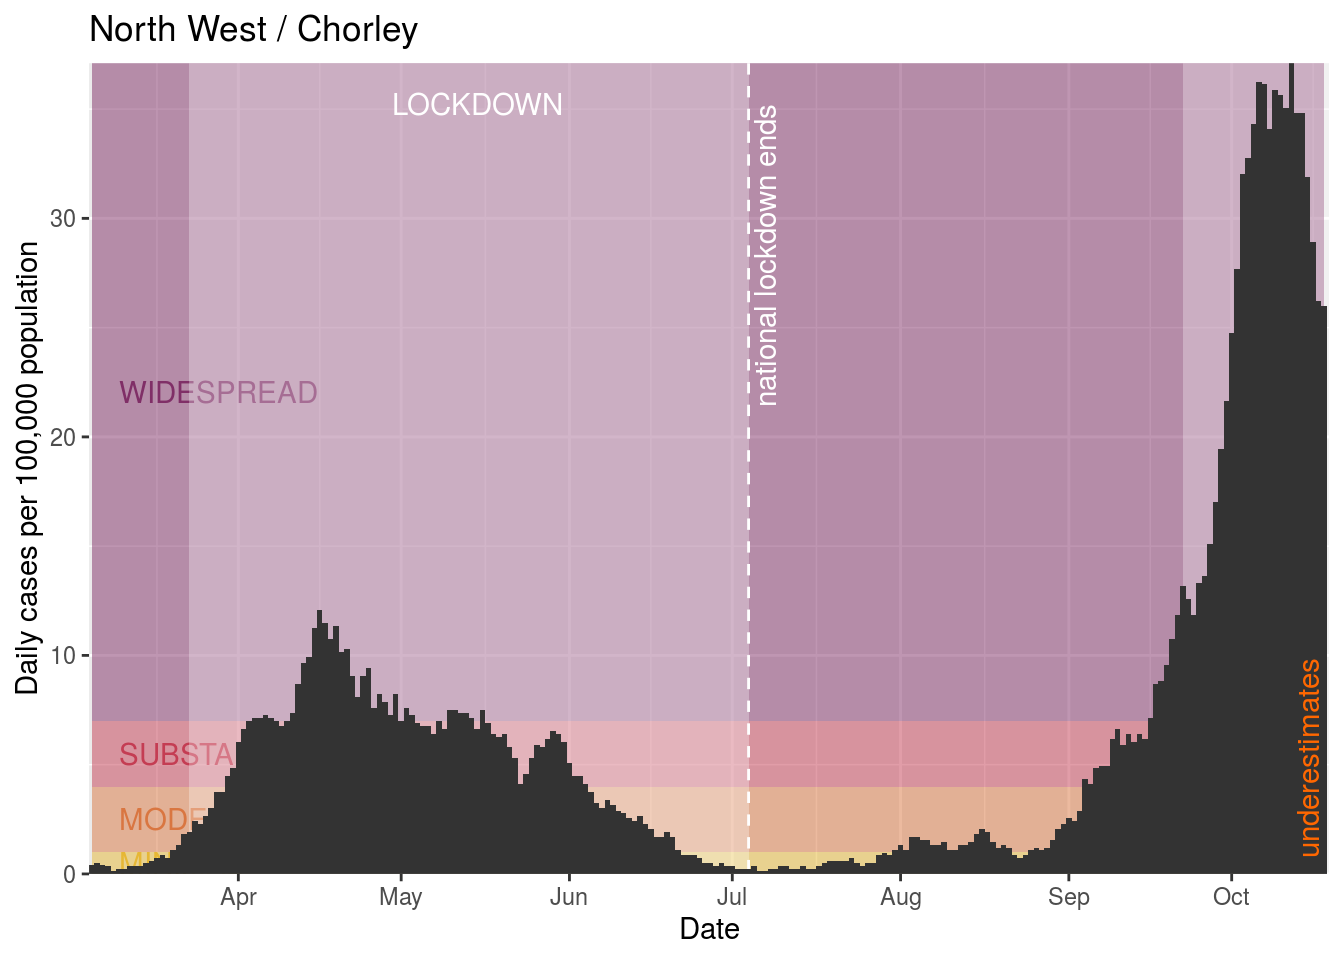 North West / Chorley
LOCKDOWN
national lockdown ends
WIDESPREAD
SUBSTA
underestimates
Daily cases per 100,000 population
30
20
10
0
Apr
May
Jun
Jul
Aug
Sep
Oct
Date